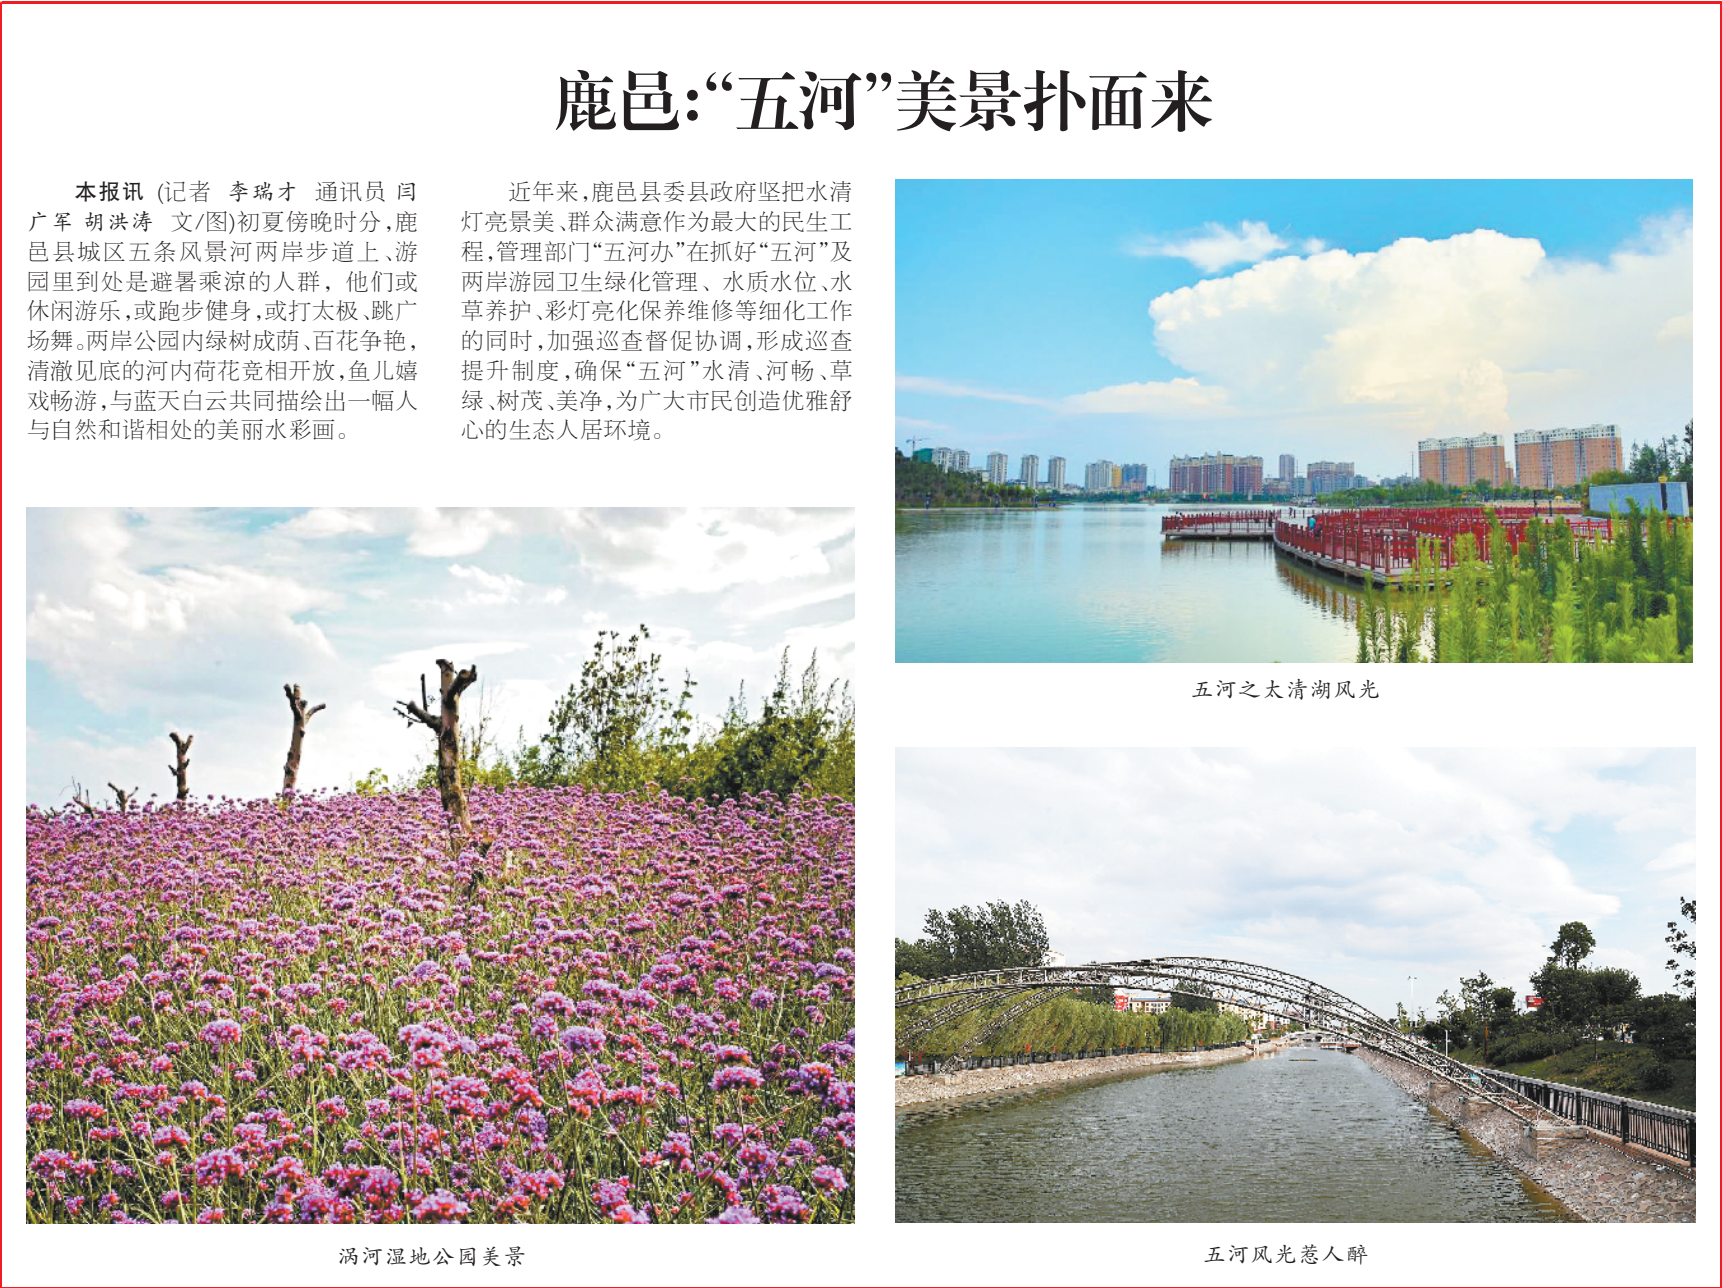 鹿邑:“五河”美景扑面来
本报讯 (记者 李瑞才 通讯员 闫
广军 胡洪涛 文/图)初夏傍晚时分,鹿
邑县城区五条风景河两岸步道上、游
园里到处是避暑乘凉的人群, 他们或
休闲游乐,或跑步健身,或打太极、跳广
场舞。两岸公园内绿树成荫、百花争艳,
清澈见底的河内荷花竞相开放,鱼儿嬉
戏畅游,与蓝天白云共同描绘出一幅人
与自然和谐相处的美丽水彩画。
近年来,鹿邑县委县政府坚把水清
灯亮景美、群众满意作为最大的民生工
程,管理部门“五河办”在抓好“五河”及
两岸游园卫生绿化管理、水质水位、水
草养护、彩灯亮化保养维修等细化工作
的同时,加强巡查督促协调,形成巡查
提升制度,确保“五河”水清、河畅、草
绿、树茂、美净,为广大市民创造优雅舒
心的生态人居环境。
五河之太清湖风光
涡河湿地公园美景
五河风光惹人醉